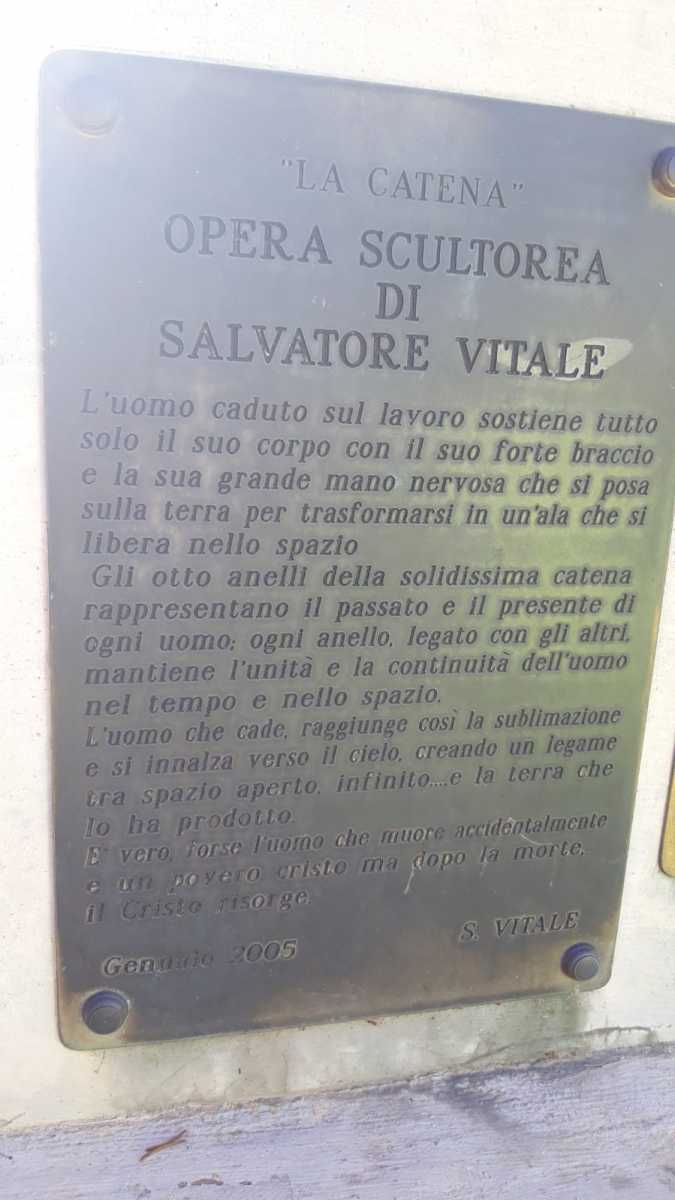 "LA CATENA"
OPERA SCULTOREA
DI
SALVATORE VITALE
L'uomo caduto sul lavoro sostiene tutto
solo il suo corpo con il suo forte braccio
e la sua grande mano nervosa che si posa
sulla terra per trasformarsi in un'ala che si
libera nello spazio
Gli otto anelli della solidissima catena
rappresentano il passato e il presente di
ogni uomo; ogni anello, legato con gli altri,
mantiene l'unità e la continuità dell'uomo
nel tempo e nello spazio.
L'uomo che cade, raggiunge così la sublimazione
e si innalza verso il cielo, creando un legame
tra spazio aperto, infinito....e la terra che
lo ha prodotto.
E' vero, forse l'uomo che muore accidentalmente
e un povero cristo ma dopo la morte,
il Cristo risorge.
S. VITALE
Gennaio 2005